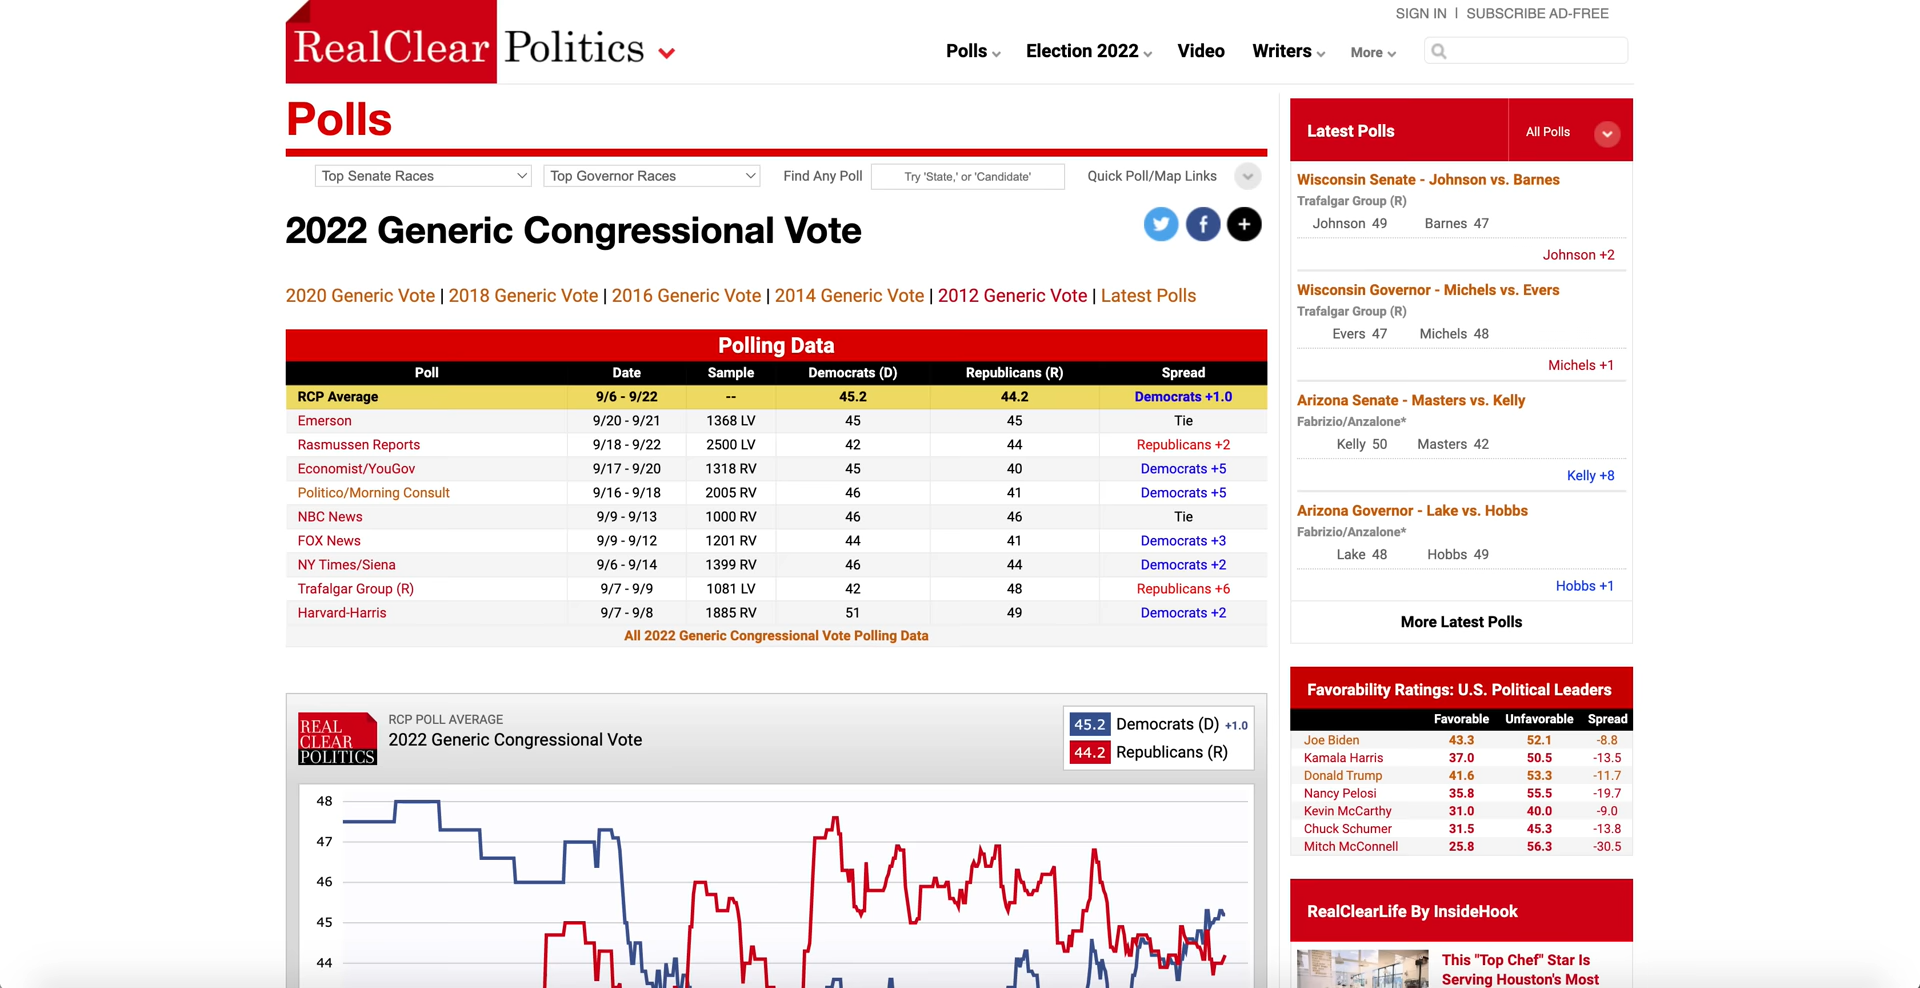 SIGN IN | SUBSCRIBE AD-FREE
RealClear Politics
Polls Election 2022 Video Writers More
Polls
Top Senate Races Top Governor Races Find Any Poll Try 'State,' or 'Candidate' Quick Poll/Map Links
2022 Generic Congressional Vote
2020 Generic Vote | 2018 Generic Vote | 2016 Generic Vote | 2014 Generic Vote | 2012 Generic Vote | Latest Polls
Polling Data
Poll Date Sample Democrats (D) Republicans (R) Spread
RCP Average 9/6 - 9/22 -- 45.2 44.2 Democrats +1.0
Emerson 9/20 - 9/21 1368 LV 45 45 Tie
Rasmussen Reports 9/18 - 9/22 2500 LV 42 44 Republicans +2
Economist/YouGov 9/17 - 9/20 1318 RV 45 40 Democrats +5
Politico/Morning Consult 9/16 - 9/18 2005 RV 46 41 Democrats +5
NBC News 9/9 - 9/13 1000 RV 46 46 Tie
FOX News 9/9 - 9/12 1201 RV 44 41 Democrats +3
NY Times/Siena 9/6 - 9/14 1399 RV 46 44 Democrats +2
Trafalgar Group (R) 9/7 - 9/9 1081 LV 42 48 Republicans +6
Harvard-Harris 9/7 - 9/8 1885 RV 51 49 Democrats +2
All 2022 Generic Congressional Vote Polling Data
REAL
CLEAR
POLITICS
RCP POLL AVERAGE
2022 Generic Congressional Vote
45.2 Democrats (D) +1.0
44.2 Republicans (R)
48
47
46
45
44
Latest Polls All Polls
Wisconsin Senate - Johnson vs. Barnes
Trafalgar Group (R)
Johnson 49 Barnes 47
Johnson +2
Wisconsin Governor - Michels vs. Evers
Trafalgar Group (R)
Evers 47 Michels 48
Michels +1
Arizona Senate - Masters vs. Kelly
Fabrizio/Anzalone*
Kelly 50 Masters 42
Kelly +8
Arizona Governor - Lake vs. Hobbs
Fabrizio/Anzalone*
Lake 48 Hobbs 49
Hobbs +1
More Latest Polls
Favorability Ratings: U.S. Political Leaders
Favorable Unfavorable Spread
Joe Biden 43.3 52.1 -8.8
Kamala Harris 37.0 50.5 -13.5
Donald Trump 41.6 53.3 -11.7
Nancy Pelosi 35.8 55.5 -19.7
Kevin McCarthy 31.0 40.0 -9.0
Chuck Schumer 31.5 45.3 -13.8
Mitch McConnell 25.8 56.3 -30.5
RealClearLife By InsideHook
This "Top Chef" Star Is
Serving Houston's Most